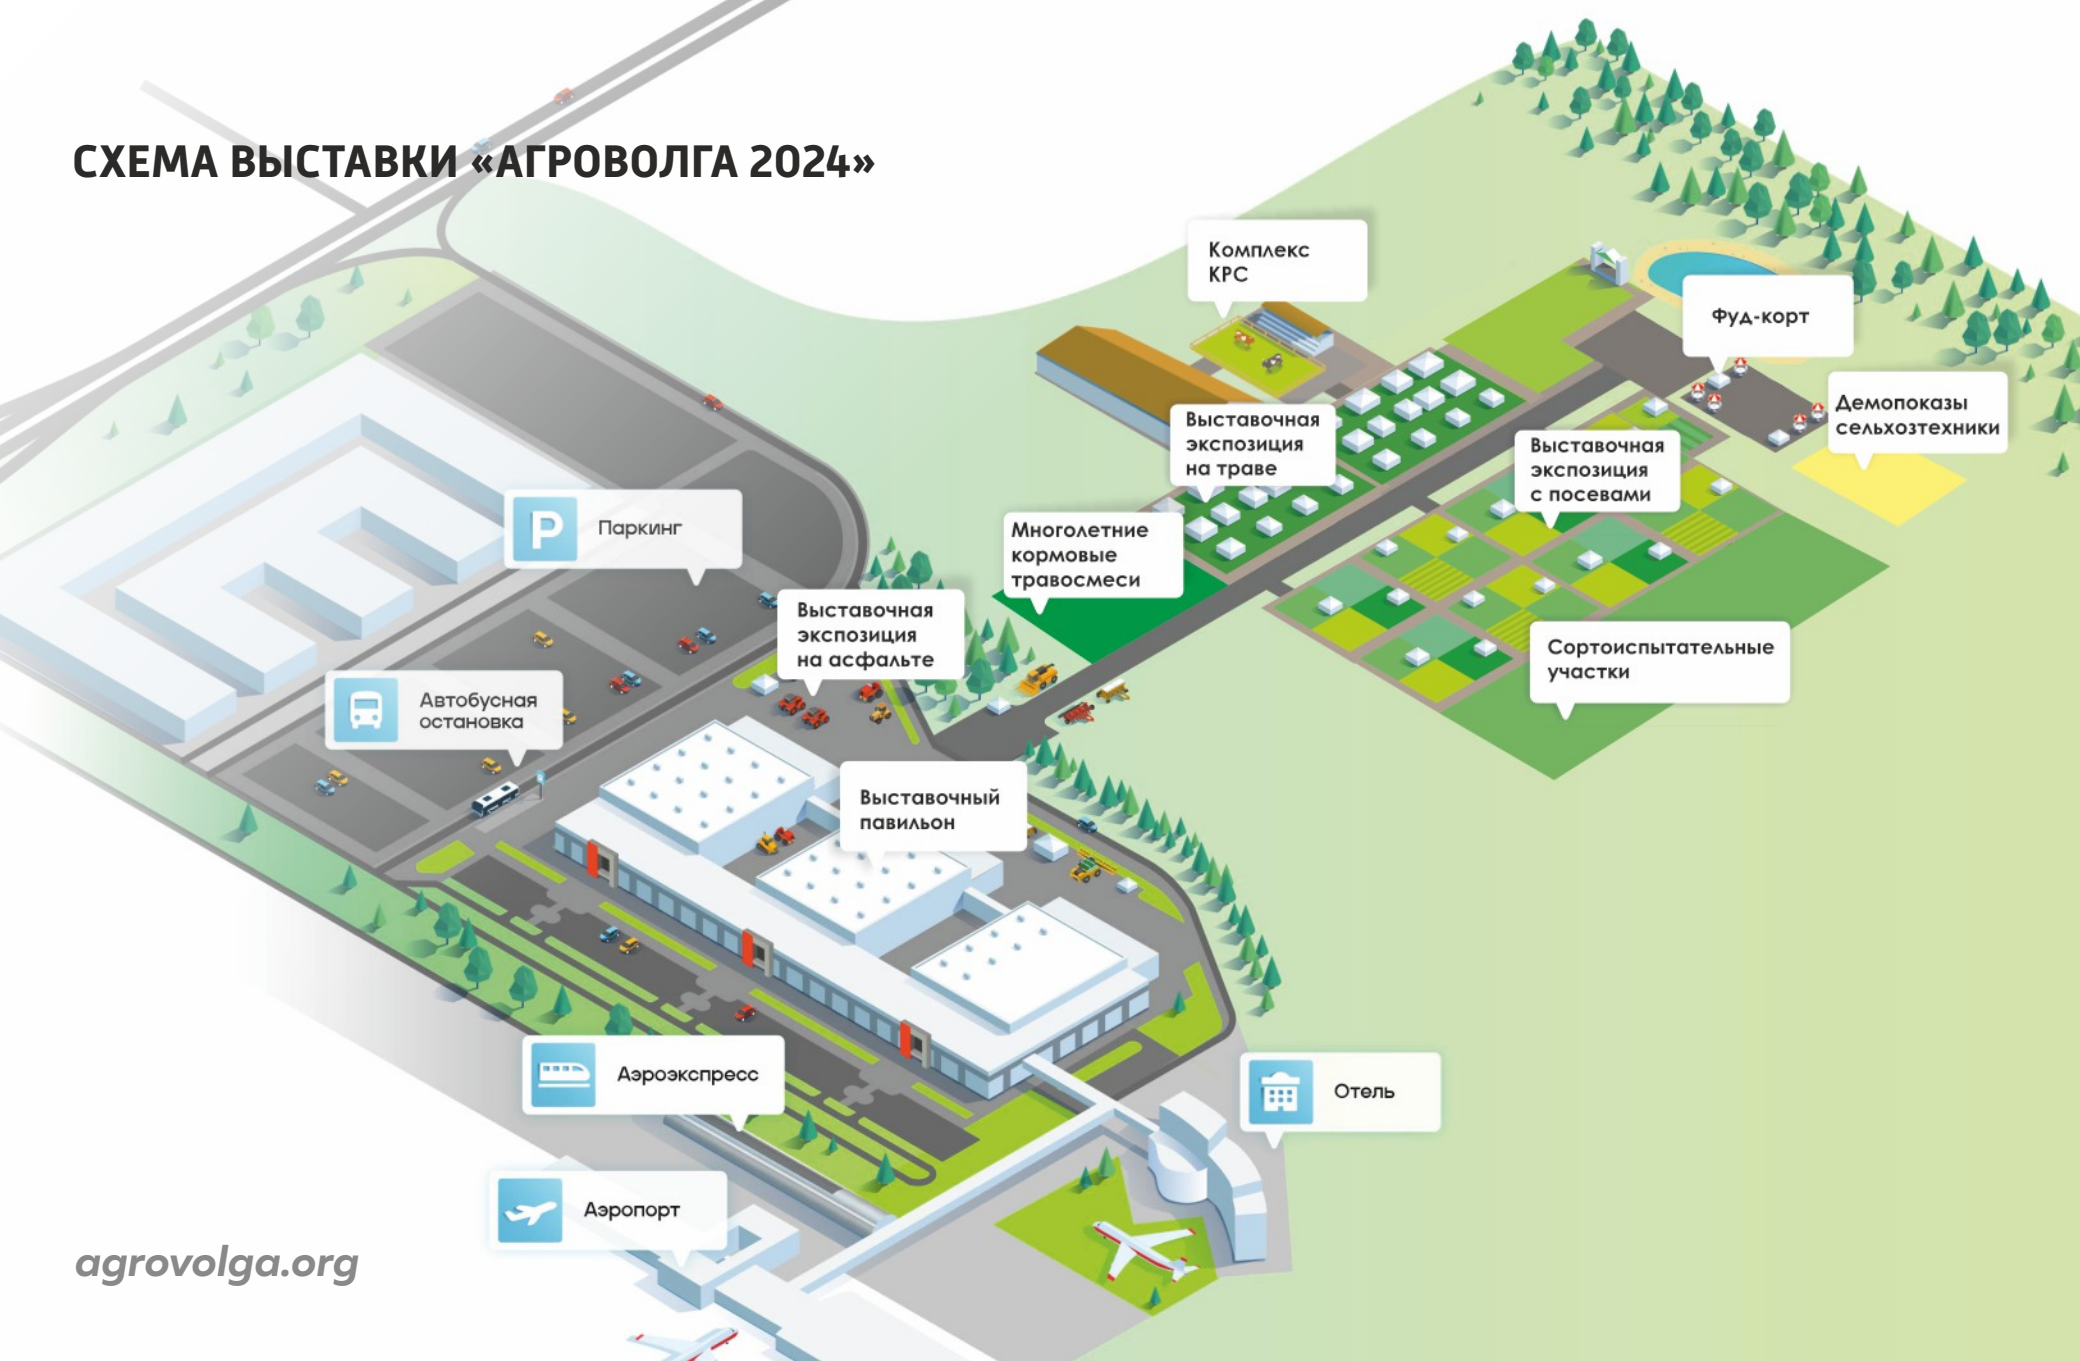 СХЕМА ВЫСТАВКИ «АГРОВОЛГА 2024»
Комплекс
КРС
Фуд-корт
Демопоказы
сельхозтехники
Выставочная
экспозиция
на траве
Выставочная
экспозиция
с посевами
Паркинг
Многолетние
кормовые
травосмеси
Выставочная
экспозиция
на асфальте
Сортоиспытательные
участки
Автобусная
остановка
Выставочный
павильон
Аэроэкспресс
Отель
Аэропорт
agrovolga.org
P